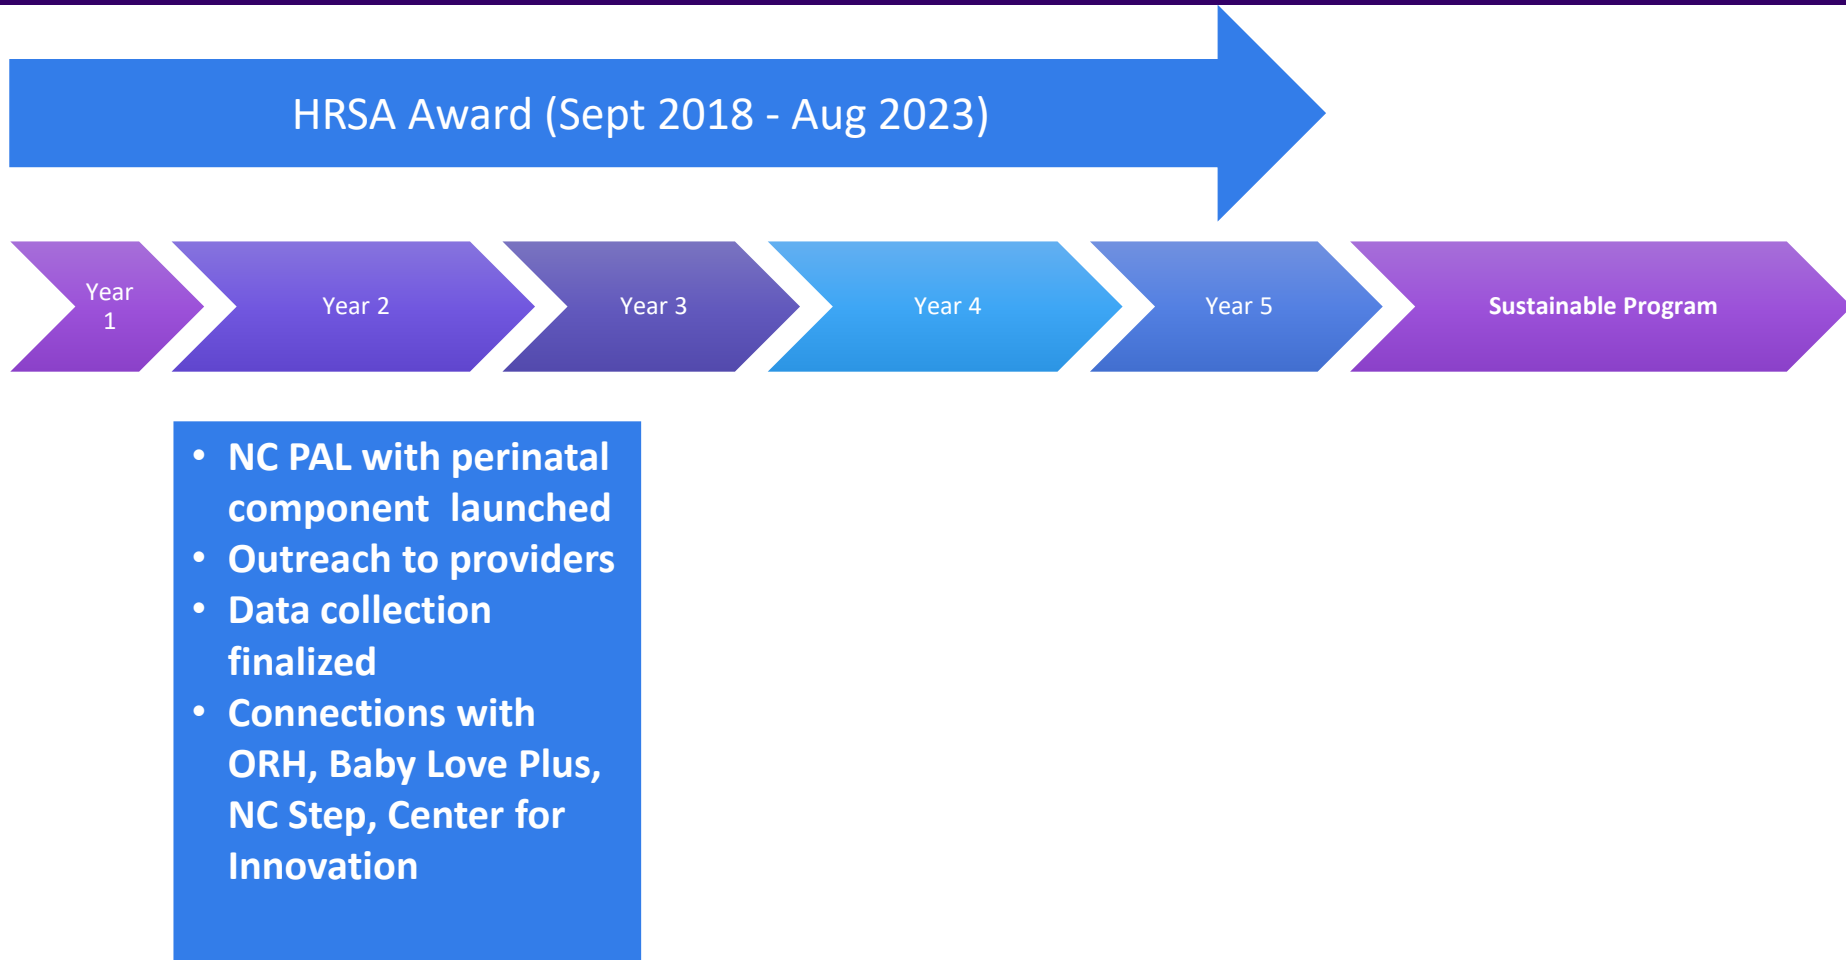 HRSA Award (Sept 2018 - Aug 2023)
Year
1
Year 2
Year 3
Year 4
Year 5
Sustainable Program
• NC PAL with perinatal
component launched
• Outreach to providers
• Data collection
finalized
• Connections with
ORH, Baby Love Plus,
NC Step, Center for
Innovation